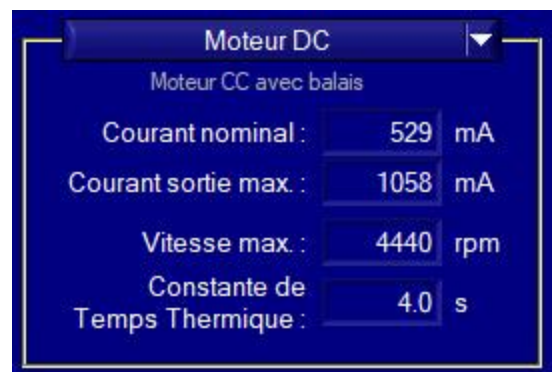 Moteur DC
Moteur CC avec balais
Courant nominal : 529 mA
Courant sortie max. : 1058 mA
Vitesse max. : 4440 rpm
Constante de
Temps Thermique : 4.0 s